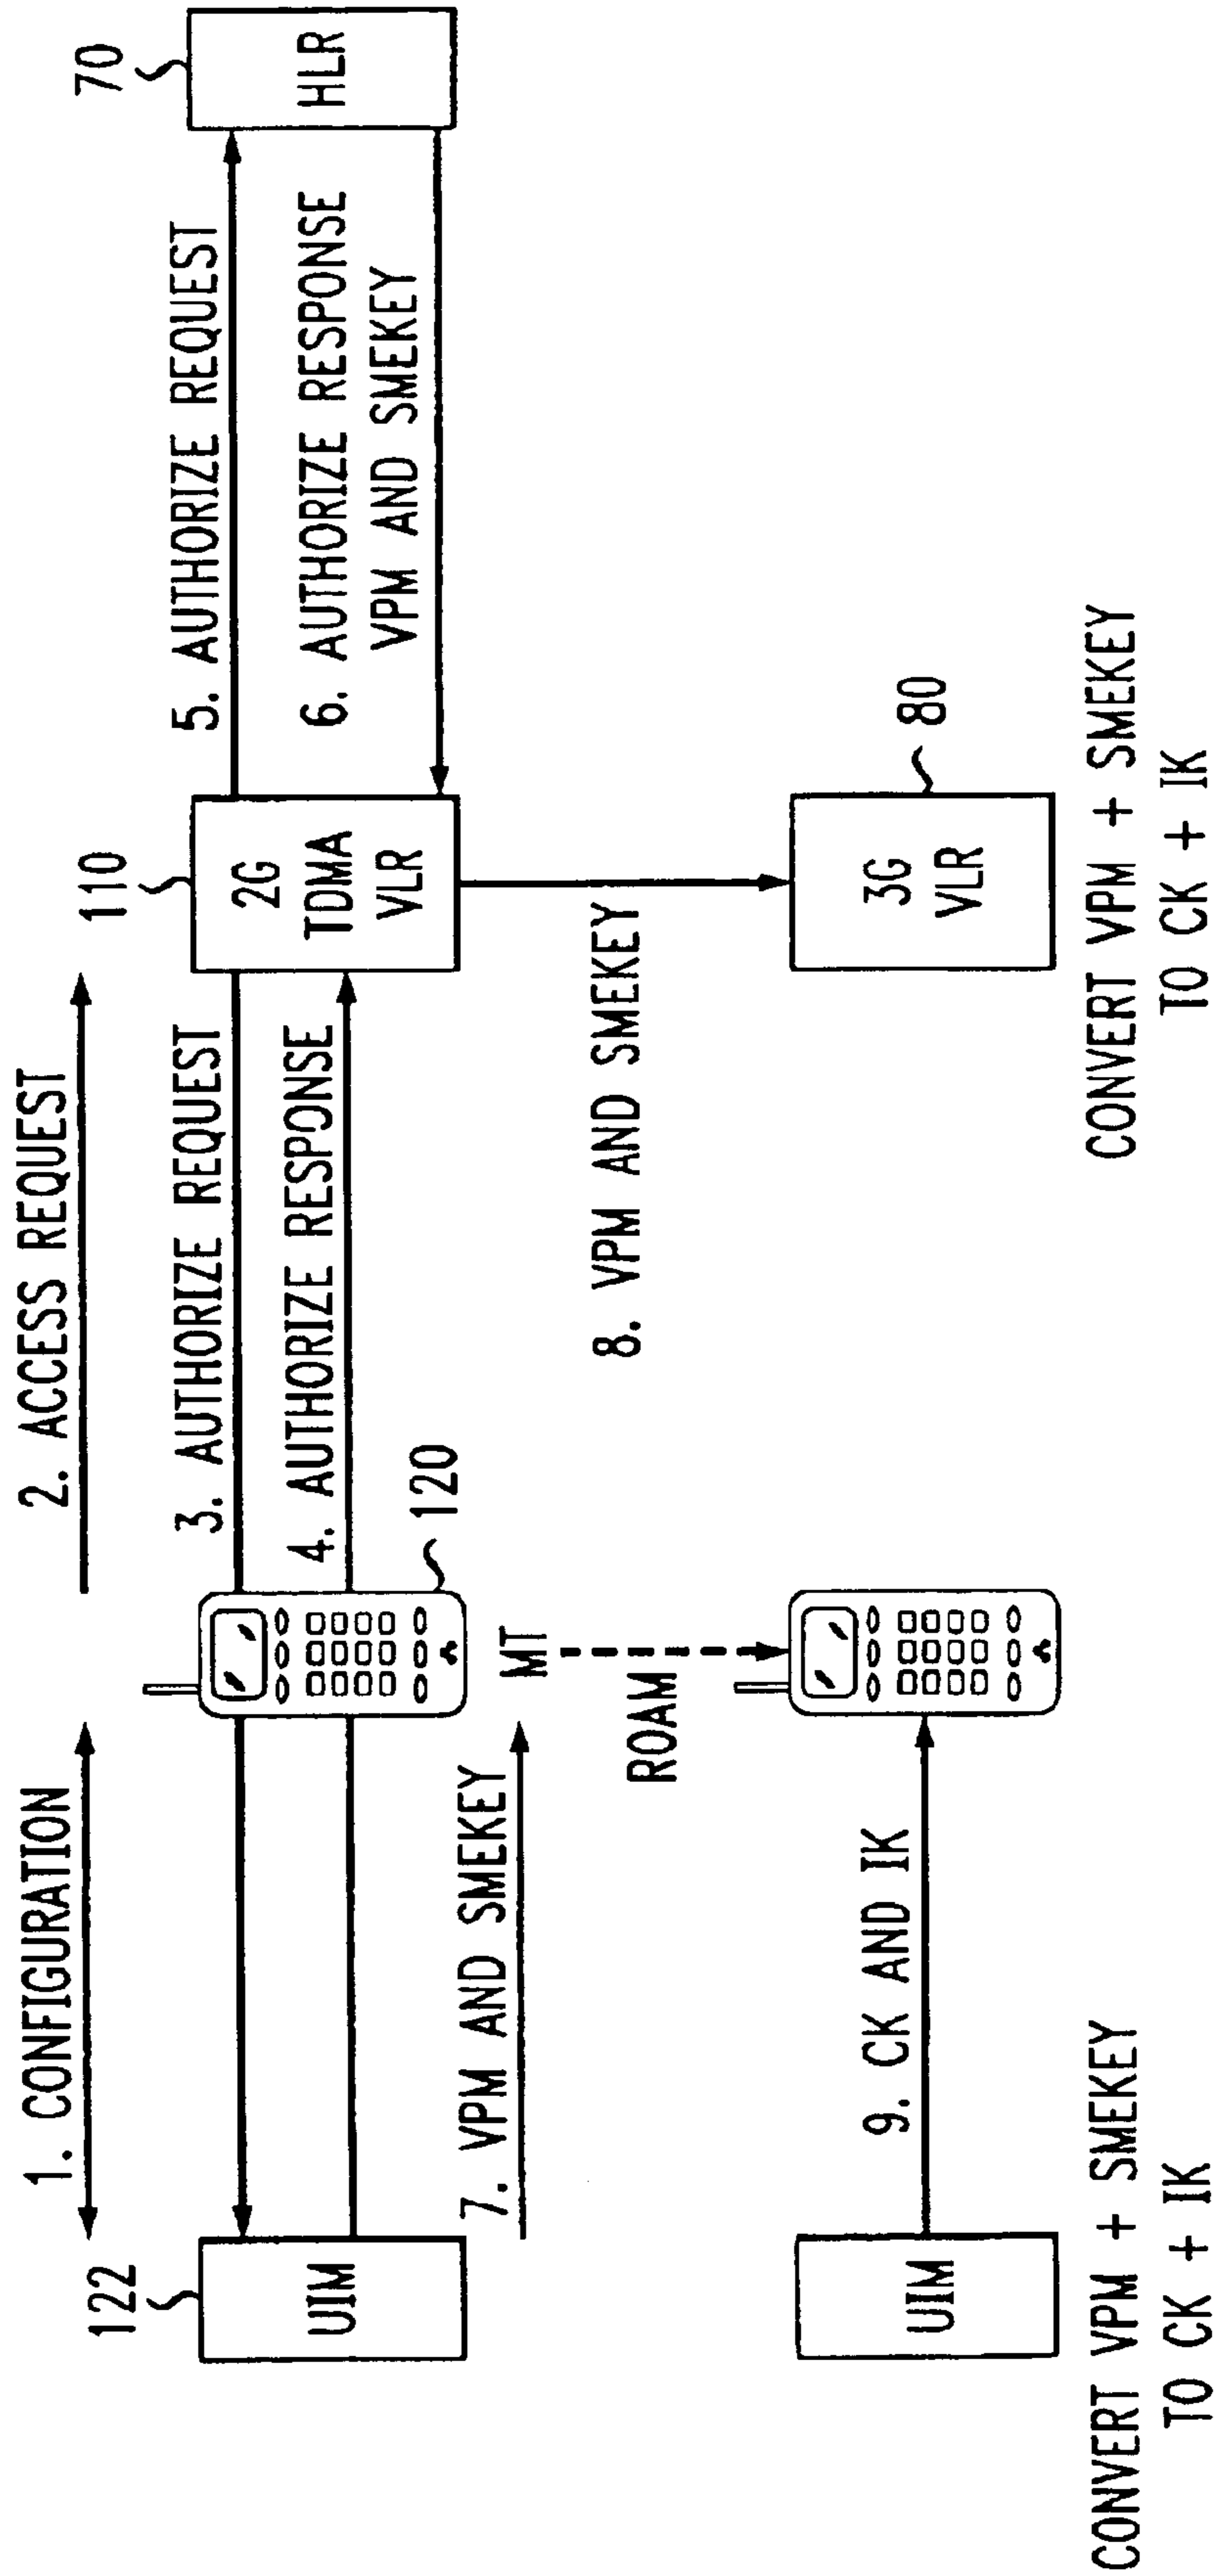 1. CONFIGURATION
2. ACCESS REQUEST
122
110
70
UIM
3. AUTHORIZE REQUEST
4. AUTHORIZE RESPONSE
2G
TDMA
VLR
5. AUTHORIZE REQUEST
6. AUTHORIZE RESPONSE
VPM AND SMEKEY
HLR
120
7. VPM AND SMEKEY
MT
ROAM
8. VPM AND SMEKEY
UIM
9. CK AND IK
3G
VLR
80
CONVERT VPM + SMEKEY
TO CK + IK
CONVERT VPM + SMEKEY
TO CK + IK